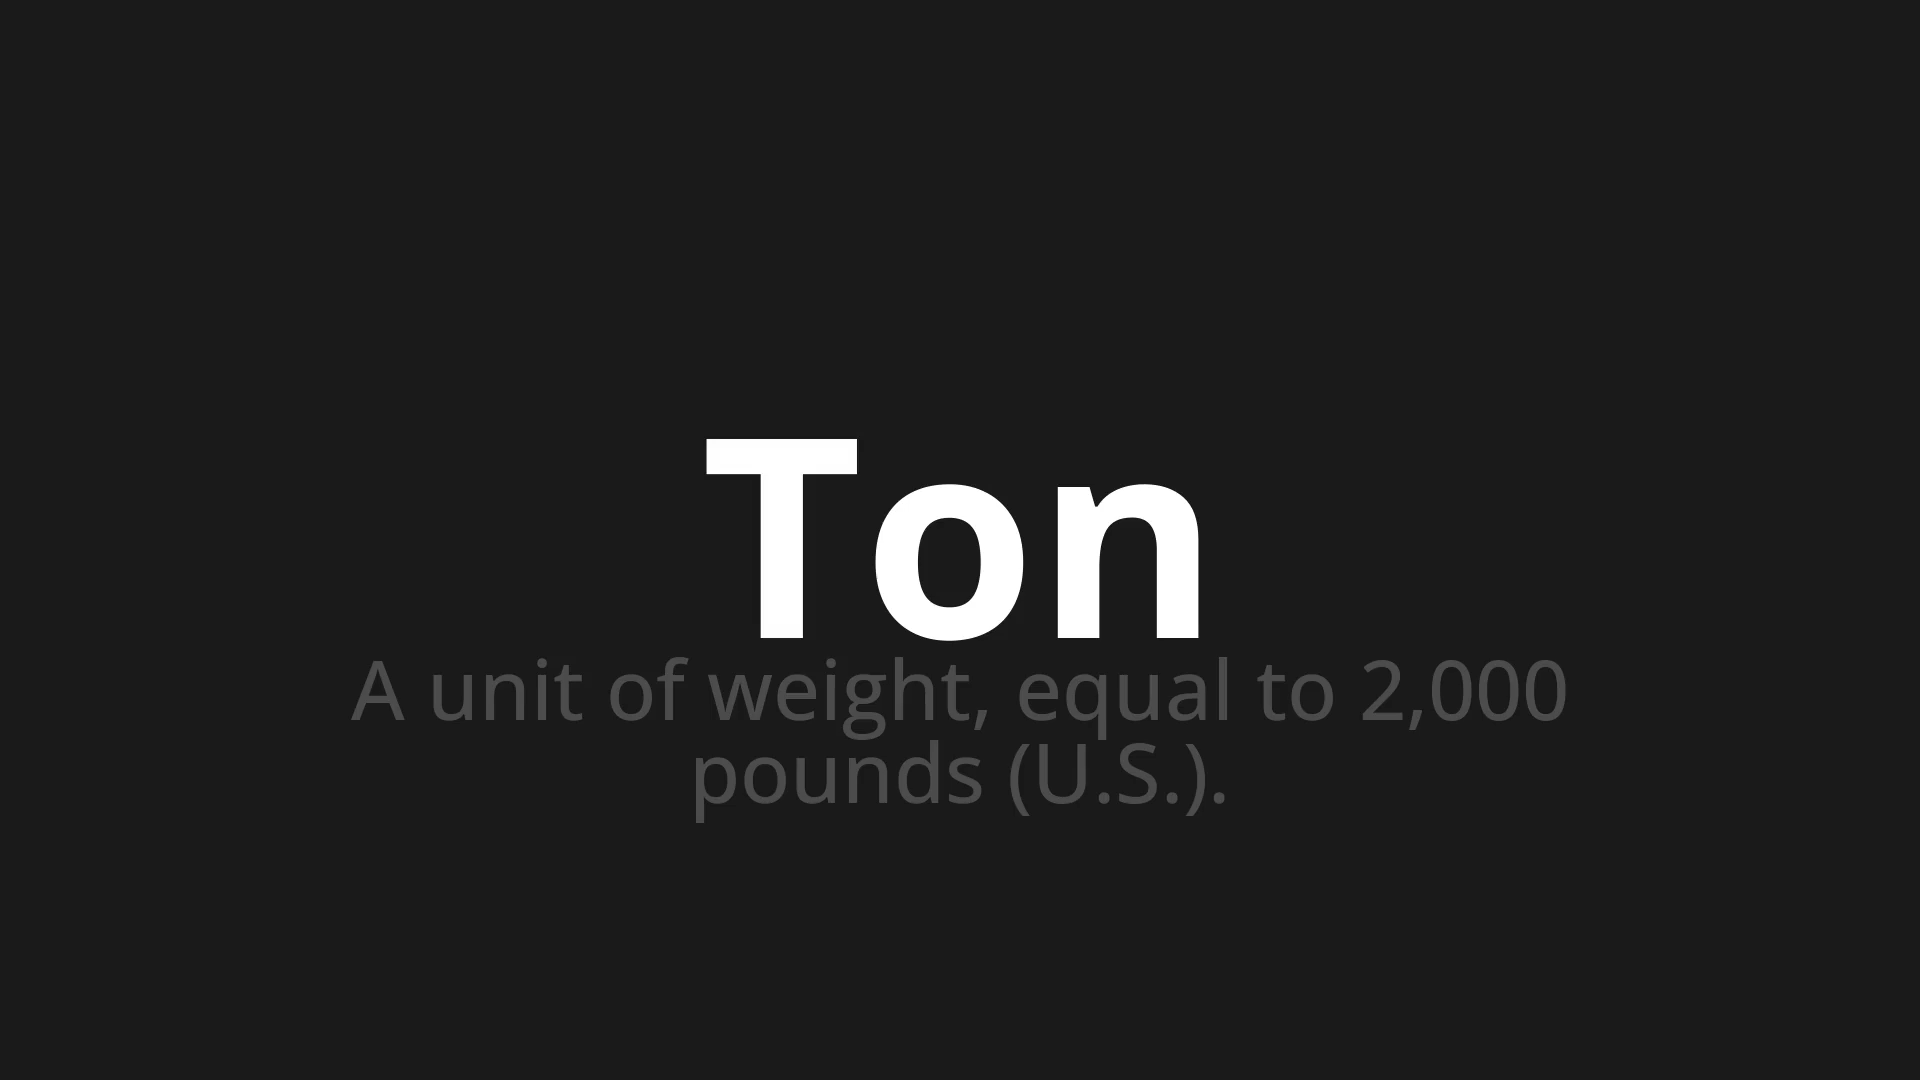 Ton
A unit of weight, equal to 2,000
pounds (U.S.).